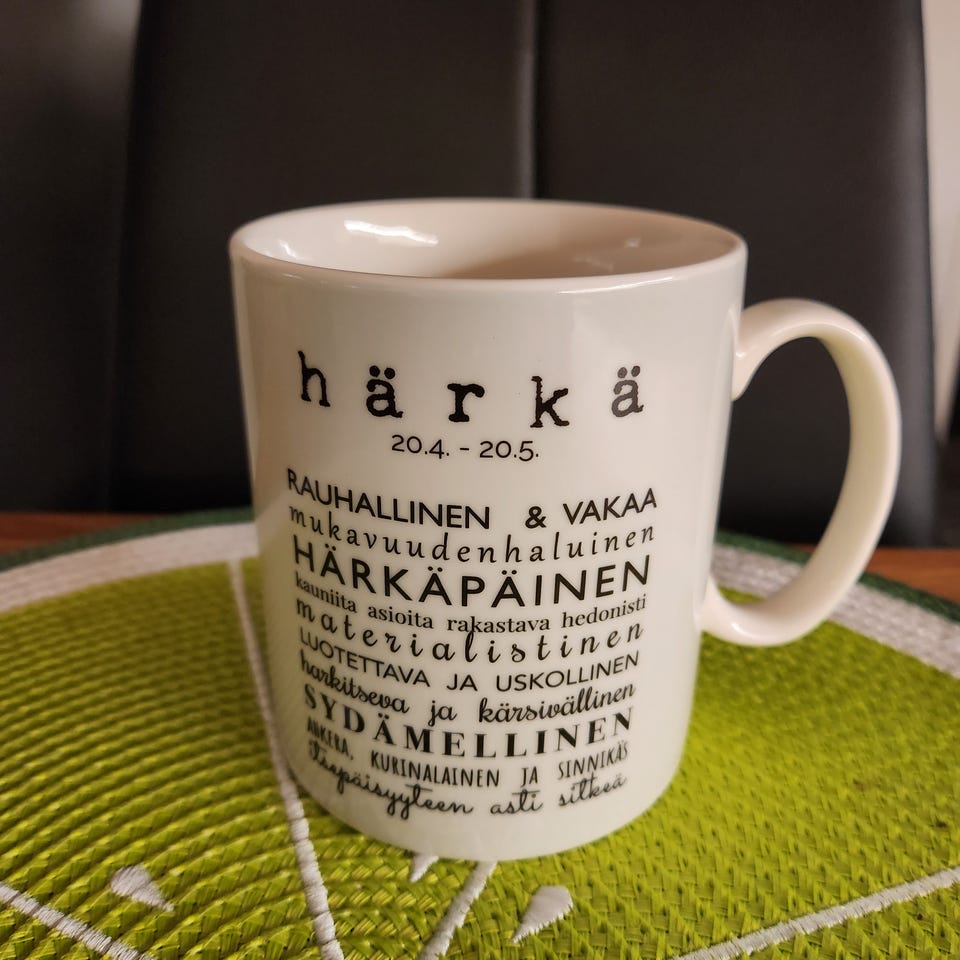 härkä
20.4. - 20.5.
RAUHALLINEN & VAKAA
mukavuudenhaluinen
HÄRKÄPÄINEN
kauniita asioita rakastava hedonisti
materialistinen
LUOTETTAVA JA USKOLLINEN
harkitseva ja kärsivällinen
SYDÄMELLINEN
ANKERA, KURINALAINEN JA SINNIKÄS
itsepäisyyteen asti sitkeä